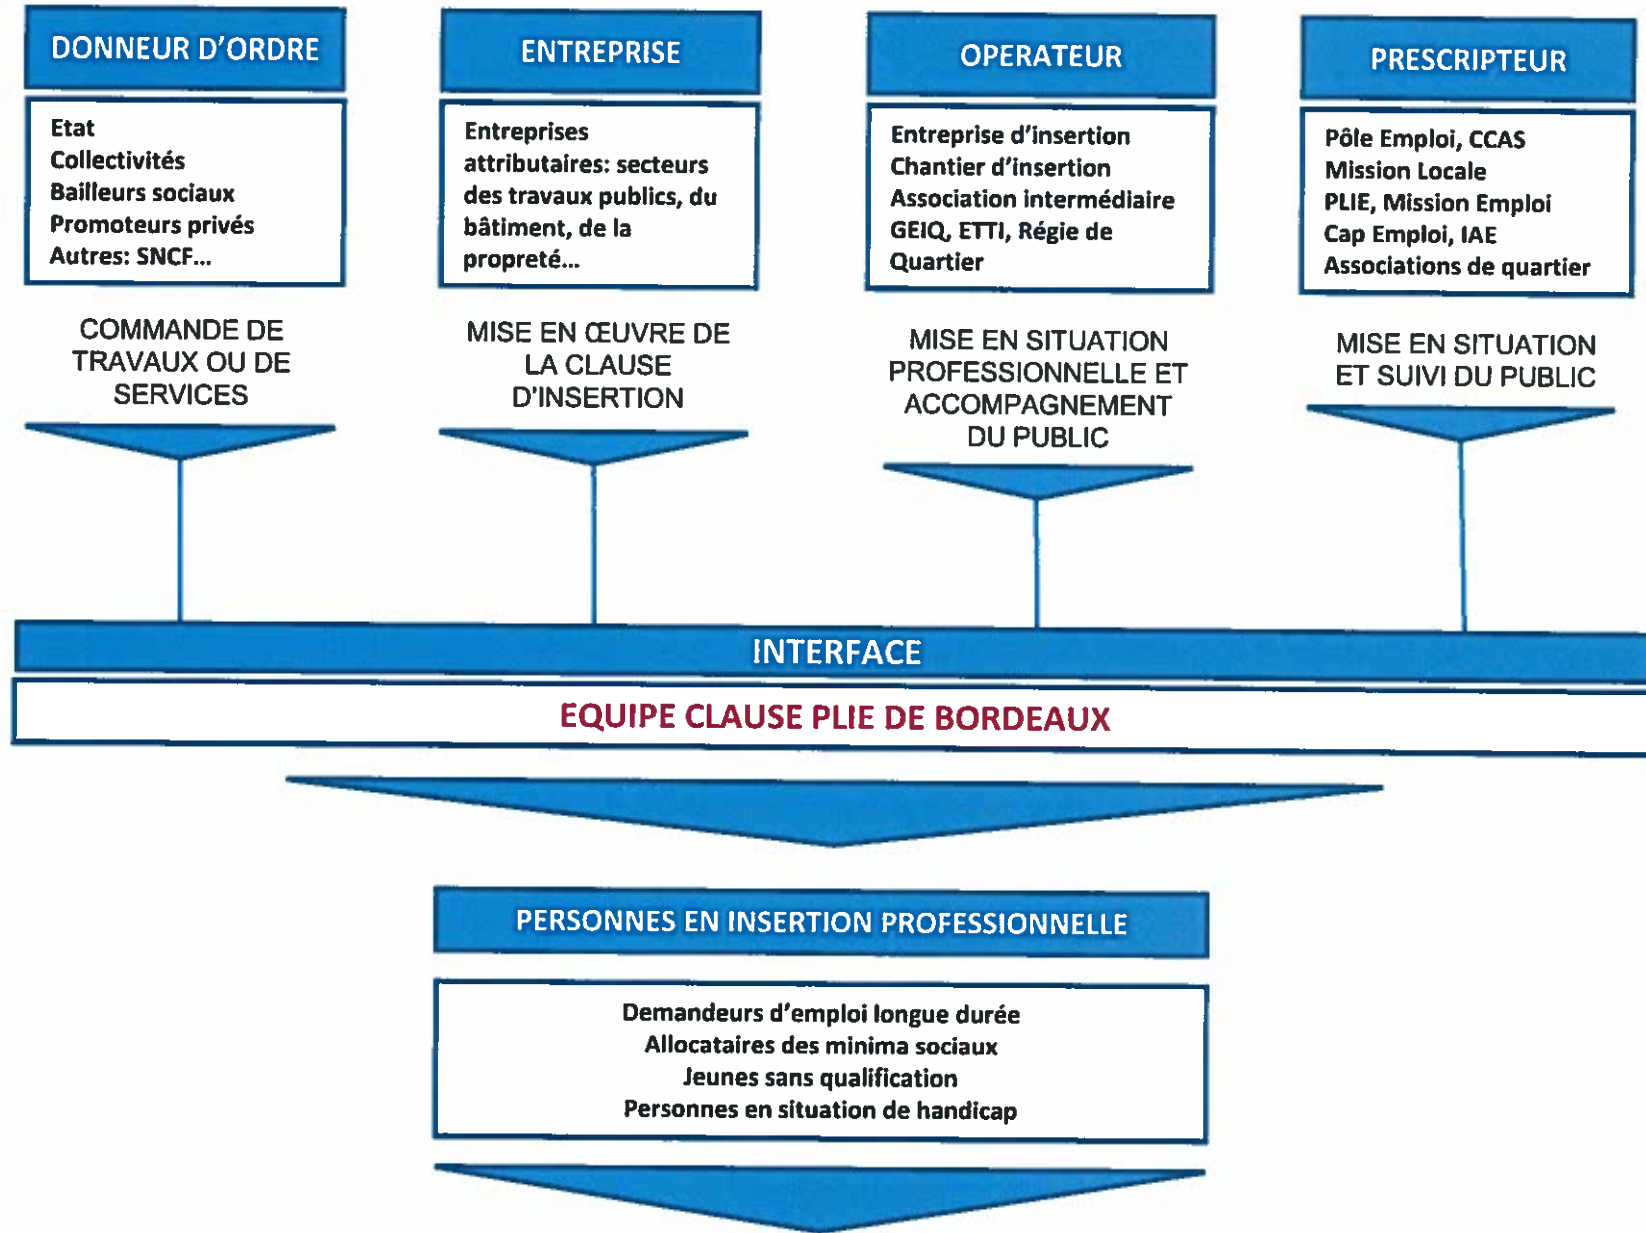 DONNEUR D'ORDRE
Etat
Collectivités
Bailleurs sociaux
Promoteurs privés
Autres: SNCF...
COMMANDE DE
TRAVAUX OU DE
SERVICES
ENTREPRISE
Entreprises
attributaires: secteurs
des travaux publics, du
bâtiment, de la
propreté...
MISE EN ŒUVRE DE
LA CLAUSE
D'INSERTION
OPERATEUR
Entreprise d'insertion
Chantier d'insertion
Association intermédiaire
GEIQ, ETTI, Régie de
Quartier
MISE EN SITUATION
PROFESSIONNELLE ET
ACCOMPAGNEMENT
DU PUBLIC
PRESCRIPTEUR
Pôle Emploi, CCAS
Mission Locale
PLIE, Mission Emploi
Cap Emploi, IAE
Associations de quartier
MISE EN SITUATION
ET SUIVI DU PUBLIC
INTERFACE
EQUIPE CLAUSE PLIE DE BORDEAUX
PERSONNES EN INSERTION PROFESSIONNELLE
Demandeurs d'emploi longue durée
Allocataires des minima sociaux
Jeunes sans qualification
Personnes en situation de handicap